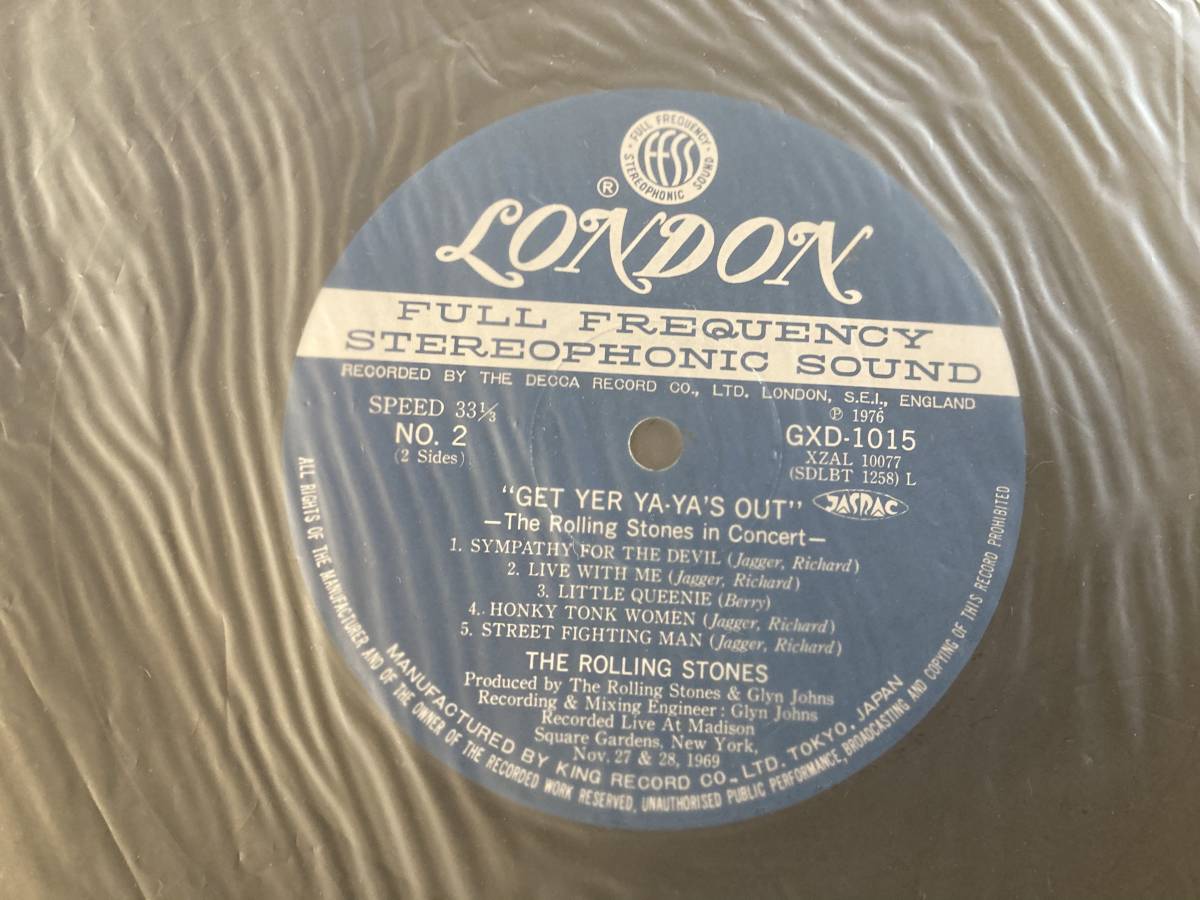 FULL FREQUENCY
FFSS
STEREOPHONIC SOUND
®
LONDON
FULL FREQUENCY
STEREOPHONIC SOUND
RECORDED BY THE DECCA RECORD CO., LTD. LONDON, S.E.I., ENGLAND
℗ 1976
SPEED 33⅓
NO. 2
(2 Sides)
GXD-1015
XZAL 10077
(SDLBT 1258) L
"GET YER YA-YA'S OUT"
JASRAC
—The Rolling Stones in Concert—
1. SYMPATHY FOR THE DEVIL (Jagger, Richard)
2. LIVE WITH ME (Jagger, Richard)
3. LITTLE QUEENIE (Berry)
4. HONKY TONK WOMEN (Jagger, Richard)
5. STREET FIGHTING MAN (Jagger, Richard)
THE ROLLING STONES
Produced by The Rolling Stones & Glyn Johns
Recording & Mixing Engineer : Glyn Johns
Recorded Live At Madison
Square Gardens, New York,
Nov. 27 & 28, 1969
MANUFACTURED BY KING RECORD CO., LTD. TOKYO, JAPAN
ALL RIGHTS OF THE MANUFACTURER AND OF THE OWNER OF THE RECORDED WORK RESERVED, UNAUTHORISED PUBLIC PERFORMANCE, BROADCASTING AND COPYING OF THIS RECORD PROHIBITED